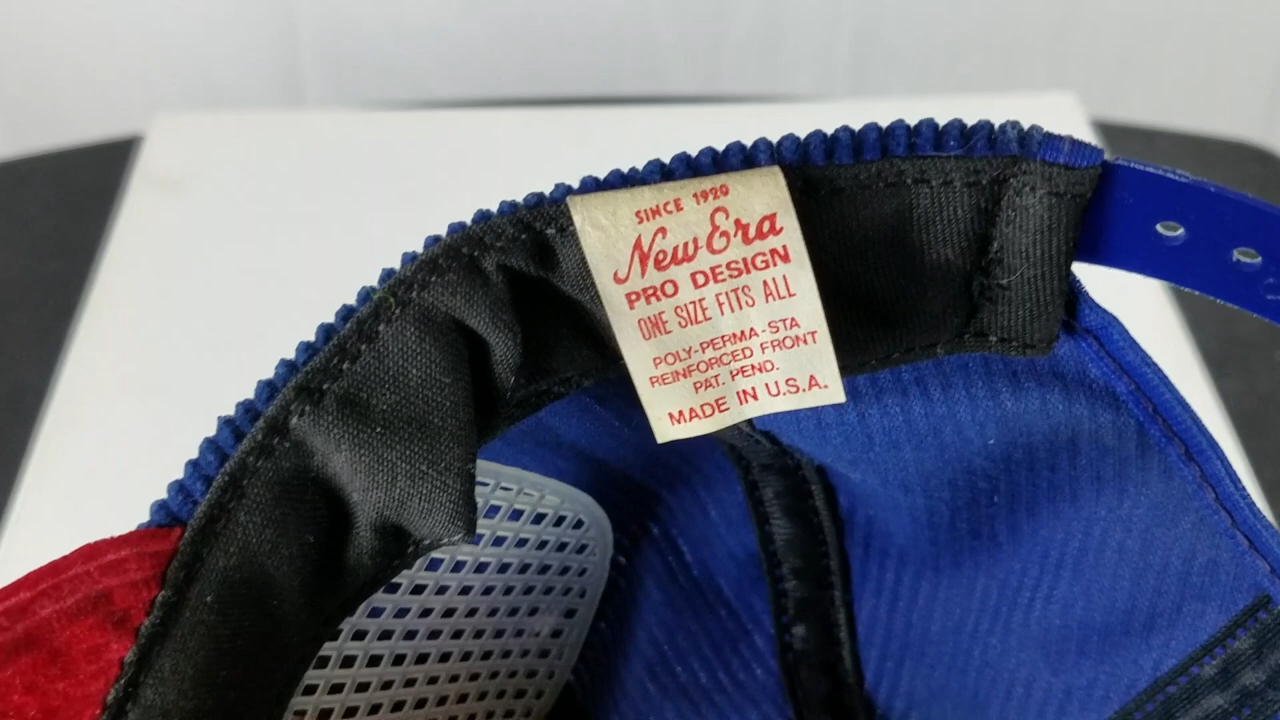 SINCE 1920
New Era
PRO DESIGN
ONE SIZE FITS ALL
POLY-PERMA-STA
REINFORCED FRONT
PAT. PEND.
MADE IN U.S.A.